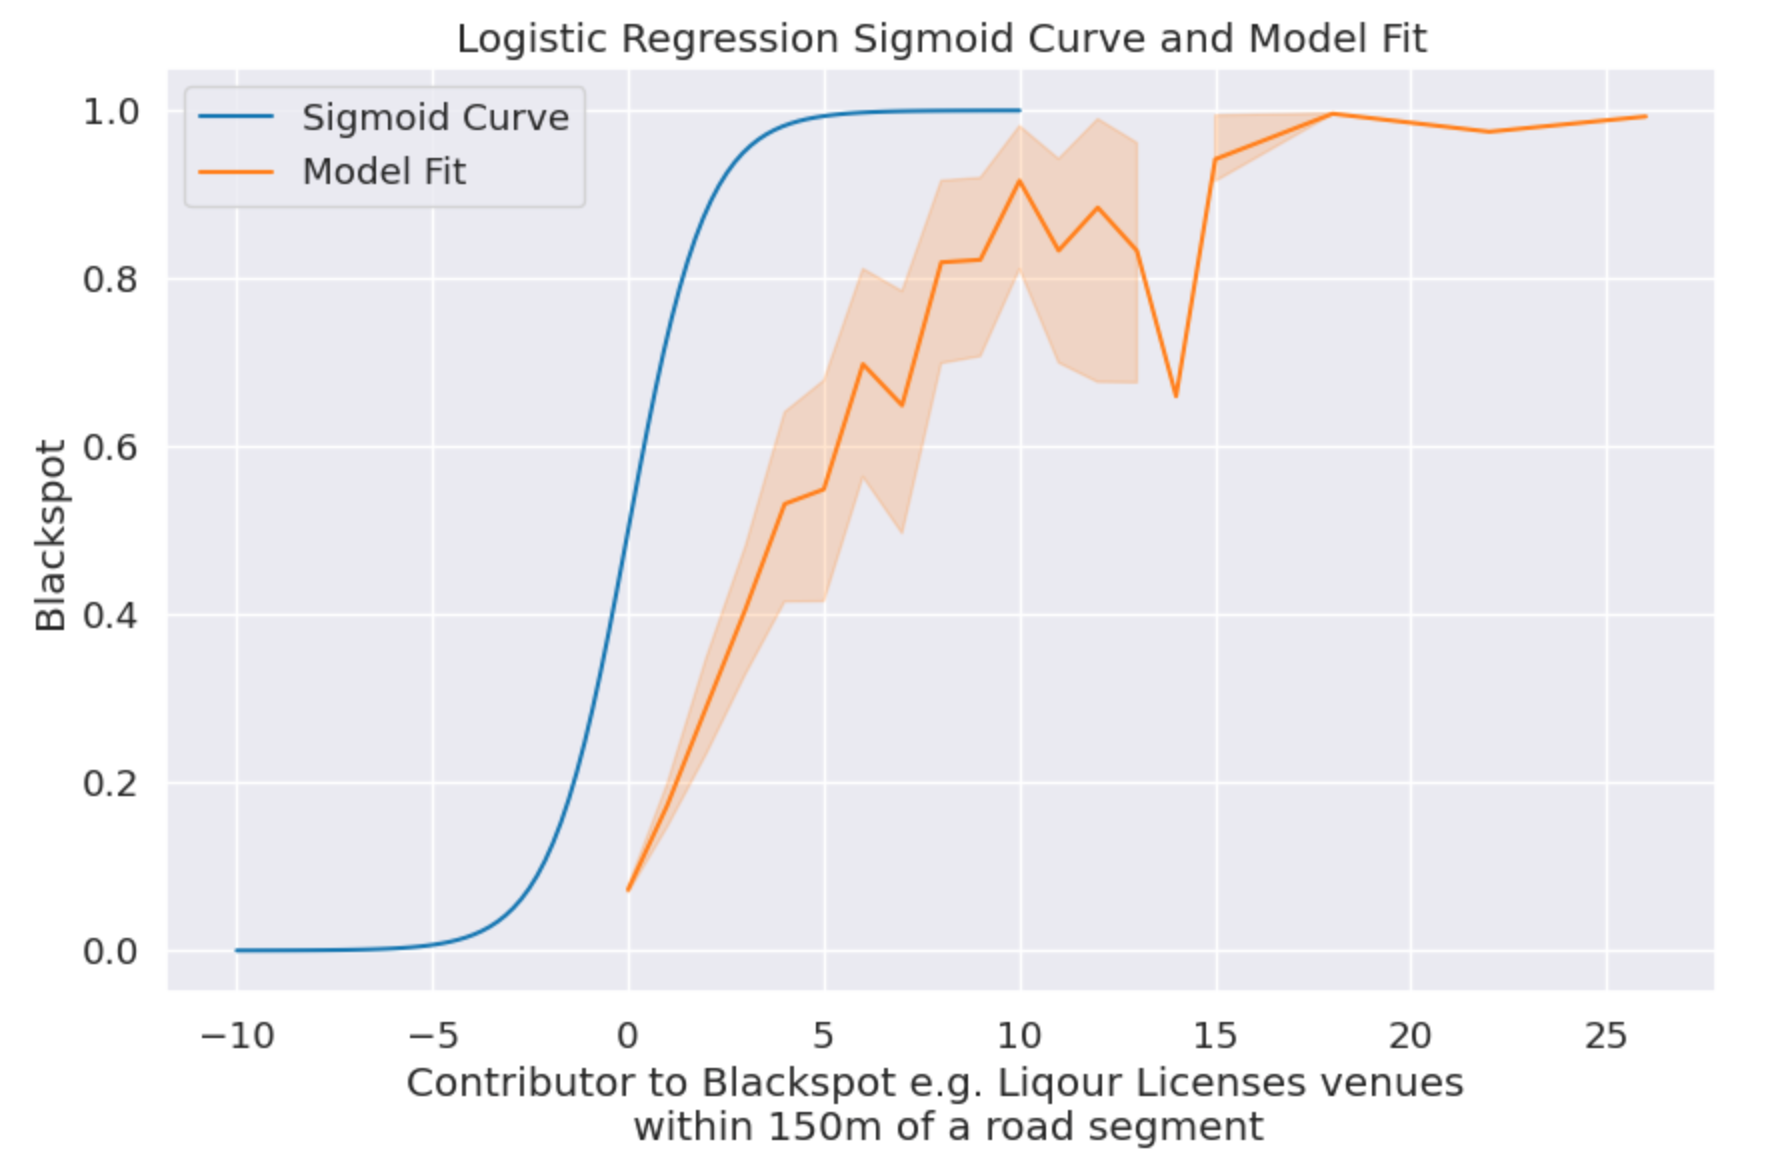 Logistic Regression Sigmoid Curve and Model Fit
Sigmoid Curve
Model Fit
1.0
0.8
0.6
0.4
0.2
0.0
Blackspot
−10 −5 0 5 10 15 20 25
Contributor to Blackspot e.g. Liqour Licenses venues
within 150m of a road segment